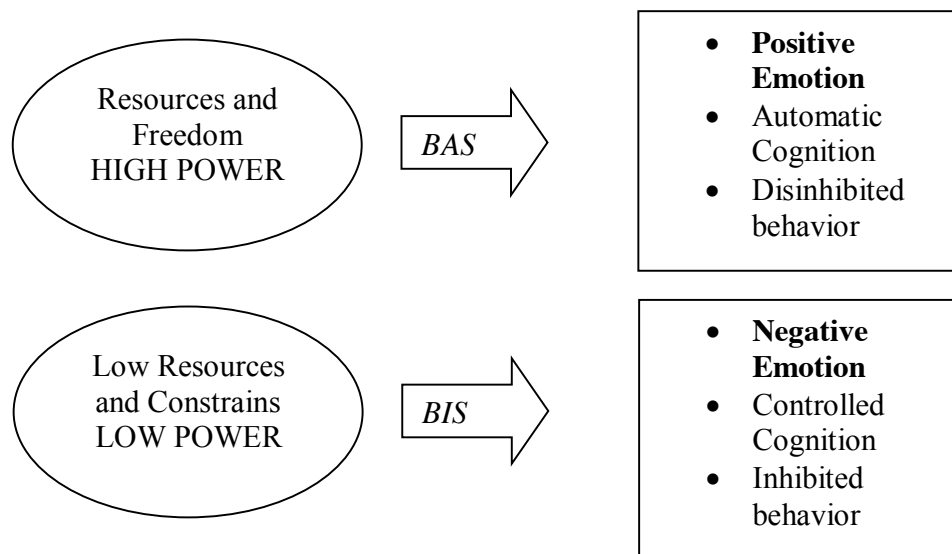 Resources and
Freedom
HIGH POWER
BAS
• Positive
Emotion
• Automatic
Cognition
• Disinhibited
behavior
Low Resources
and Constrains
LOW POWER
BIS
• Negative
Emotion
• Controlled
Cognition
• Inhibited
behavior